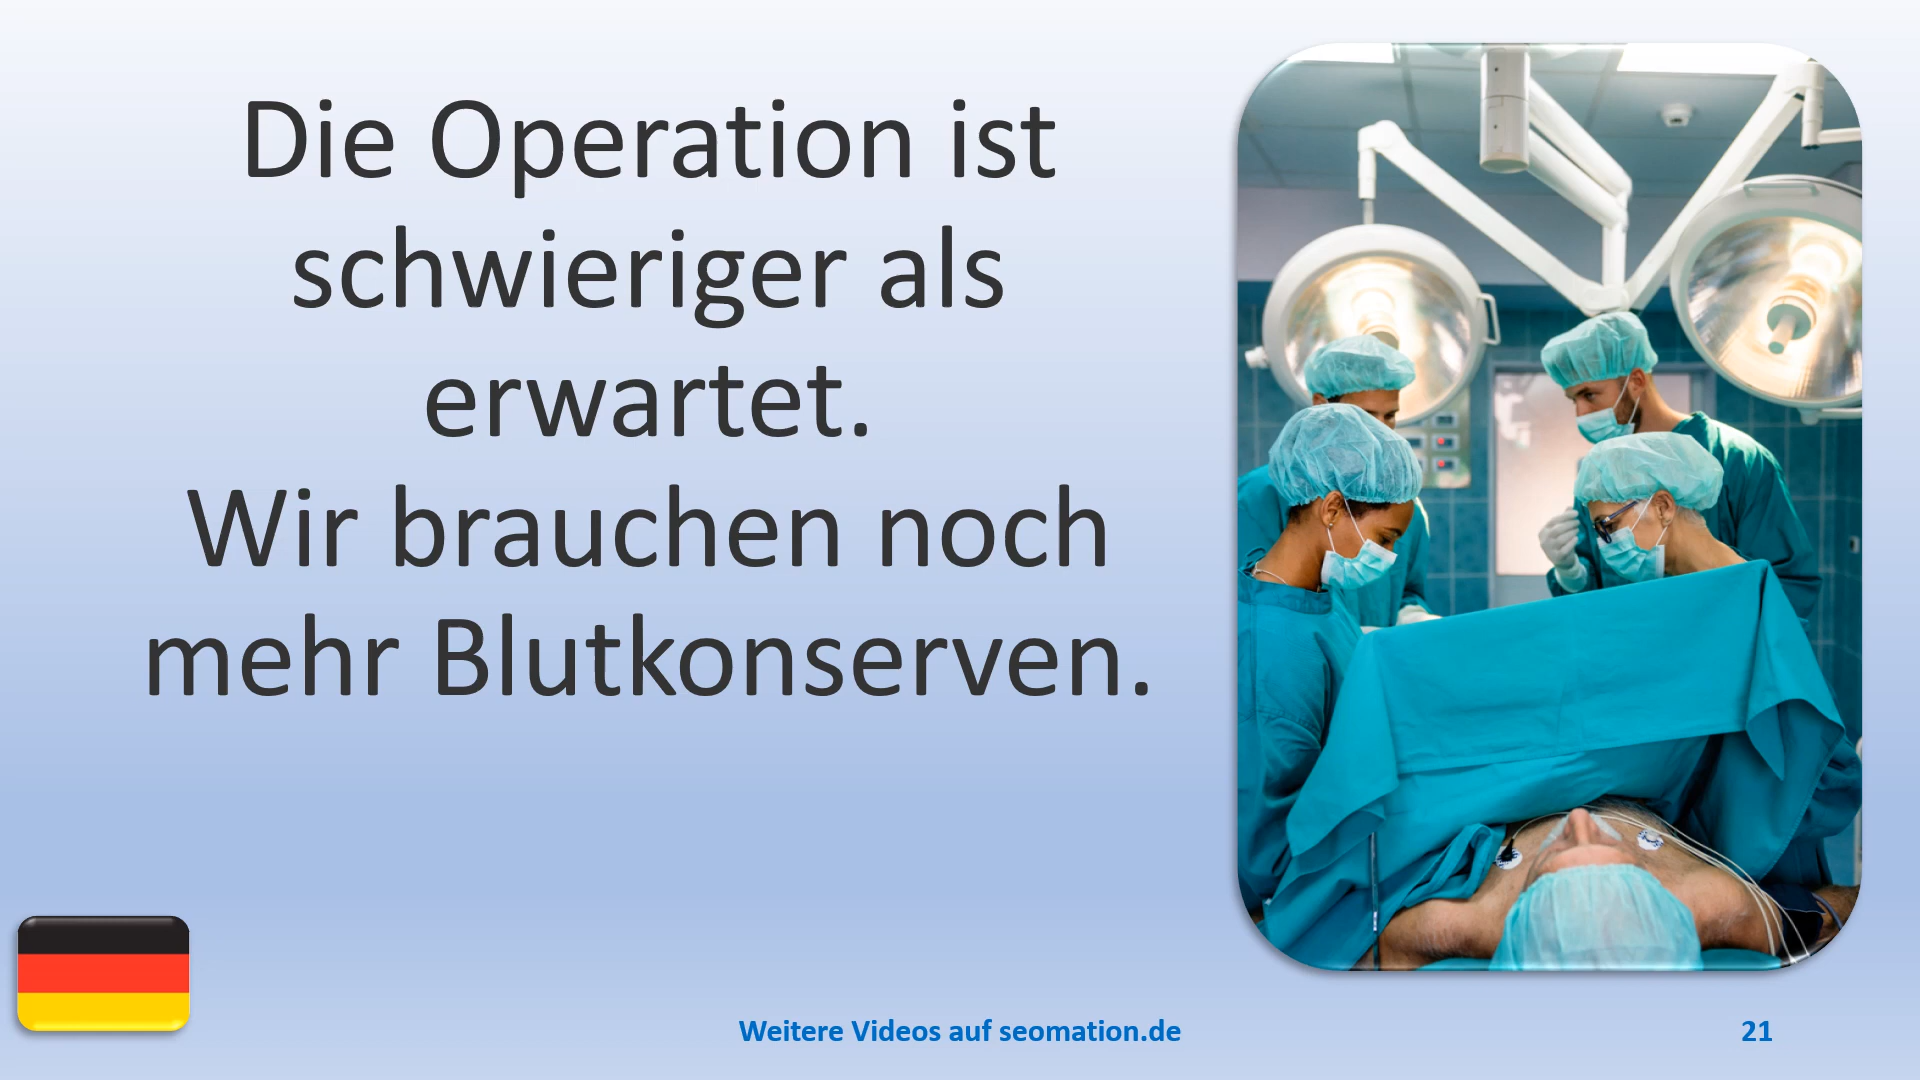 Die Operation ist
schwieriger als
erwartet.
Wir brauchen noch
mehr Blutkonserven.
Weitere Videos auf seomation.de
21